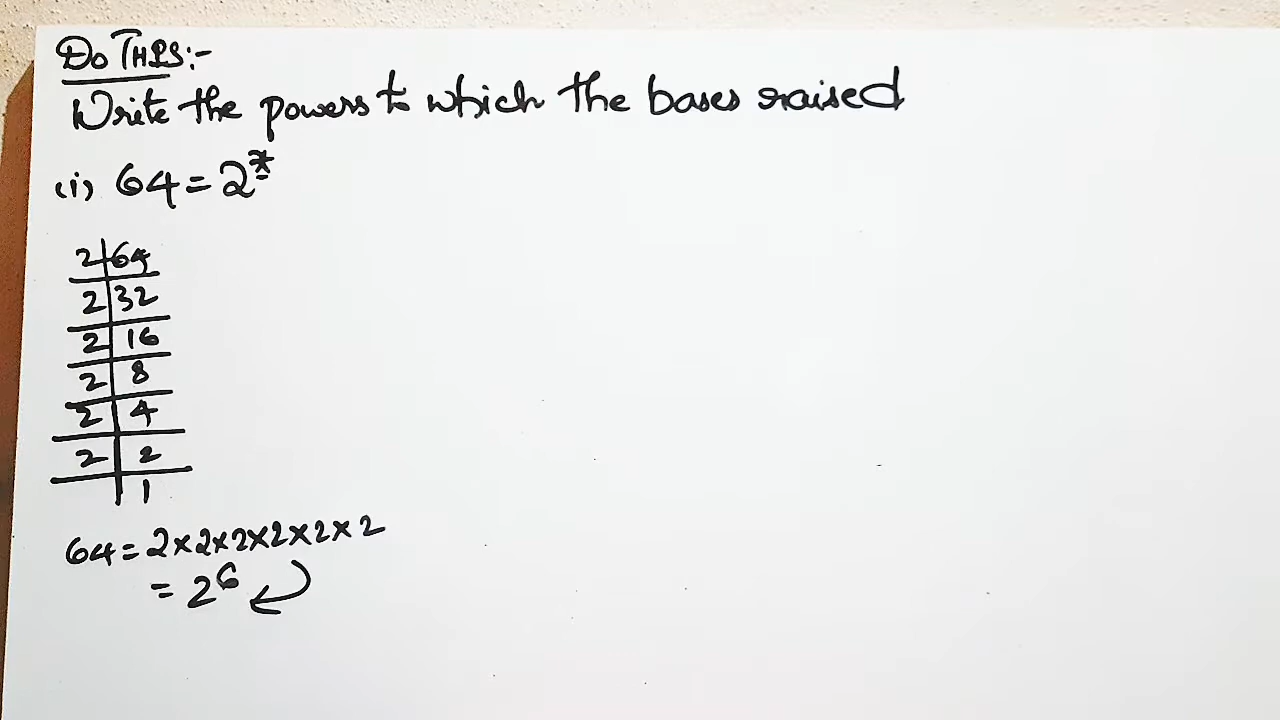 Do THIS:-
Write the powers to which the bases raised
(i) 64 = 2^x
2 | 64
2 | 32
2 | 16
2 | 8
2 | 4
2 | 2
| 1
64 = 2×2×2×2×2×2
= 2^6